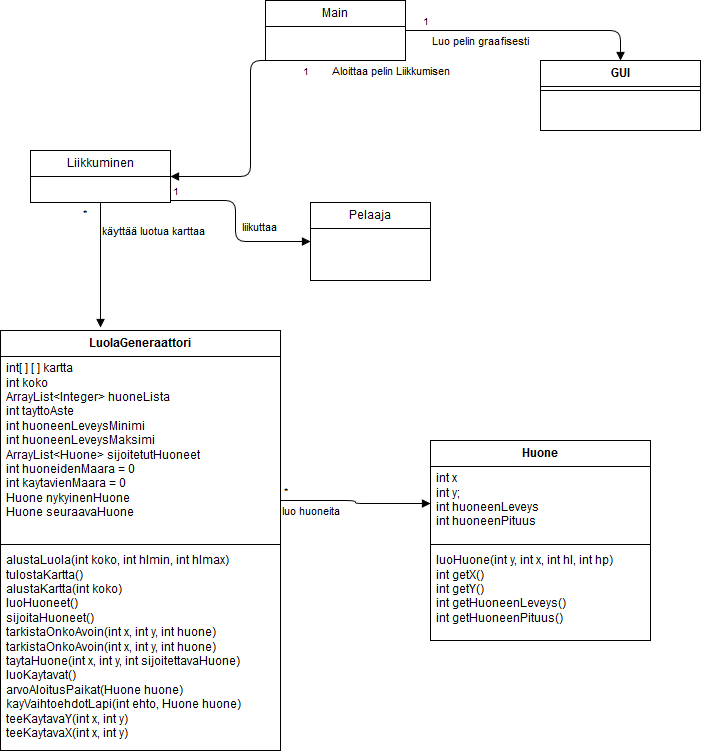 Main
1
Luo pelin graafisesti
1
Aloittaa pelin Liikkumisen
GUI
Liikkuminen
1
*
käyttää luotua karttaa
liikuttaa
Pelaaja
LuolaGeneraattori
int[ ] [ ] kartta
int koko
ArrayList<Integer> huoneLista
int tayttoAste
int huoneenLeveysMinimi
int huoneenLeveysMaksimi
ArrayList<Huone> sijoitetutHuoneet
int huoneidenMaara = 0
int kaytavienMaara = 0
Huone nykyinenHuone
Huone seuraavaHuone
alustaLuola(int koko, int hlmin, int hlmax)
tulostaKartta()
alustaKartta(int koko)
luoHuoneet()
sijoitaHuoneet()
tarkistaOnkoAvoin(int x, int y, int huone)
tarkistaOnkoAvoin(int x, int y, int huone)
taytaHuone(int x, int y, int sijoitettavaHuone)
luoKaytavat()
arvoAloitusPaikat(Huone huone)
kayVaihtoehdotLapi(int ehto, Huone huone)
teeKaytavaY(int x, int y)
teeKaytavaX(int x, int y)
*
luo huoneita
Huone
int x
int y;
int huoneenLeveys
int huoneenPituus
luoHuone(int y, int x, int hl, int hp)
int getX()
int getY()
int getHuoneenLeveys()
int getHuoneenPituus()